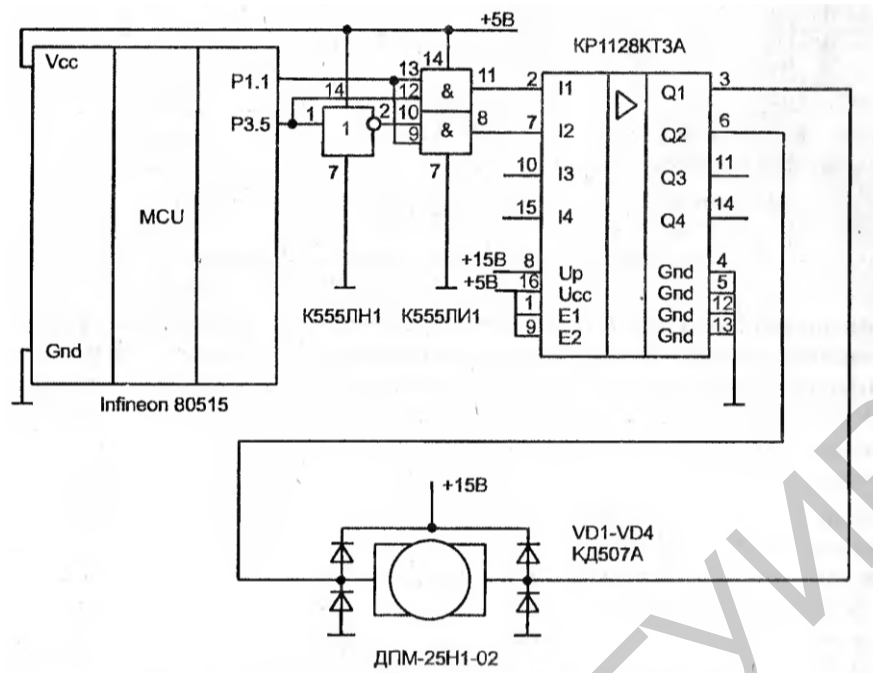 +5В
КР1128КТ3А
Vcc
P1.1
P3.5
MCU
Gnd
Infineon 80515
14
1
1
2
7
К555ЛН1
14
13
12
10
9
&
&
11
8
7
К555ЛИ1
2 I1 Q1 3
7 I2 Q2 6
10 I3 Q3 11
15 I4 Q4 14
+15В 8 Up Gnd 4
+5В 16 Ucc Gnd 5
1 E1 Gnd 12
9 E2 Gnd 13
+15В
VD1-VD4
КД507А
ДПМ-25Н1-02
ГУИР